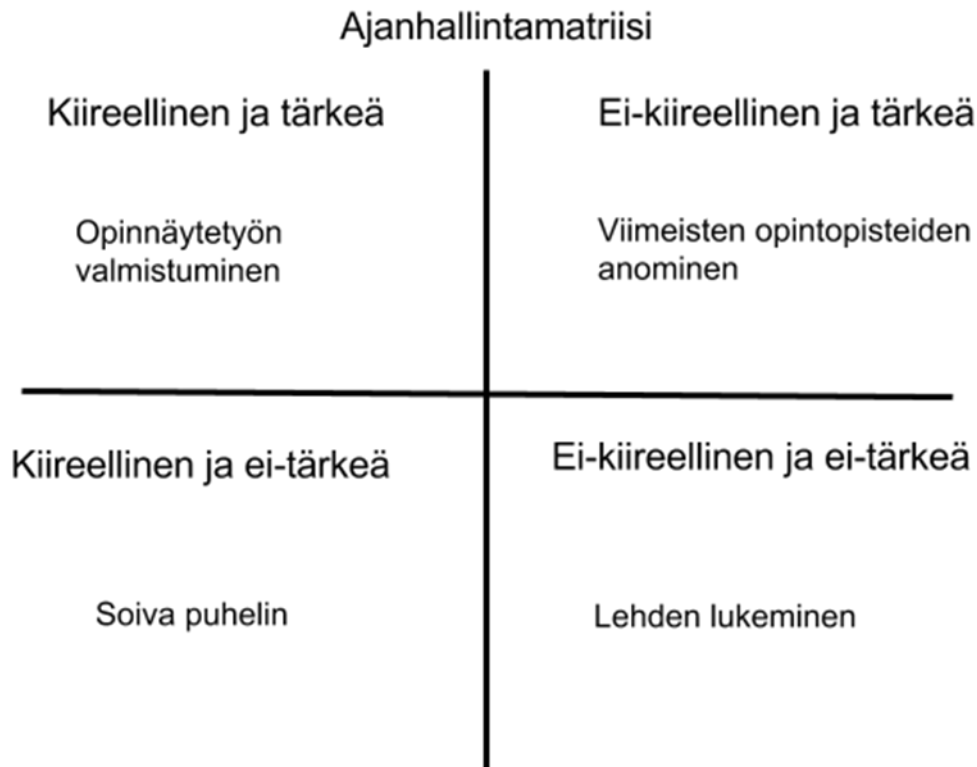 Ajanhallintamatriisi
Kiireellinen ja tärkeä
Ei-kiireellinen ja tärkeä
Opinnäytetyön
valmistuminen
Viimeisten opintopisteiden
anominen
Kiireellinen ja ei-tärkeä
Ei-kiireellinen ja ei-tärkeä
Soiva puhelin
Lehden lukeminen